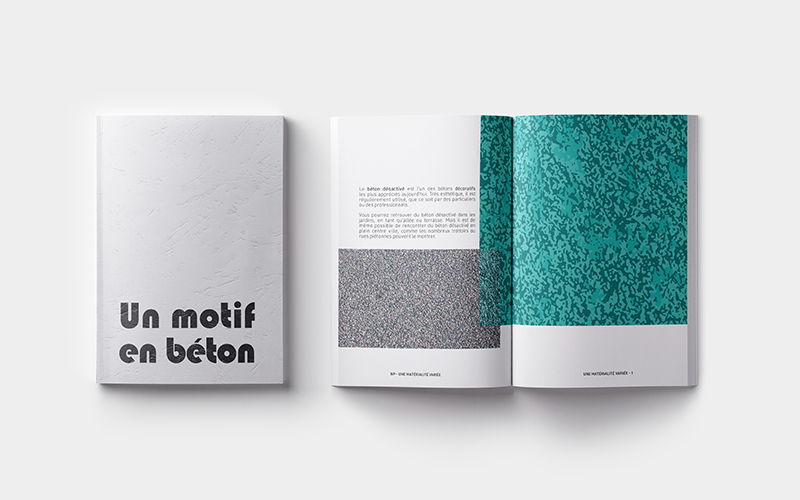 Un motif
en béton
Le béton désactivé est l'un des bétons décoratifs
les plus appréciés aujourd'hui. Très esthétique, il est
régulièrement utilisé, que ce soit par des particuliers
ou des professionnels.
Vous pourrez retrouver du béton désactivé dans les
jardins, en tant qu'allée ou terrasse. Mais il est de
même possible de rencontrer du béton désactivé en
plein centre ville, comme les nombreux trottoirs ou
rues piétonnes peuvent le montrer.
UNE MATÉRIALITÉ VARIÉE
UNE MATÉRIALITÉ VARIÉE - 1